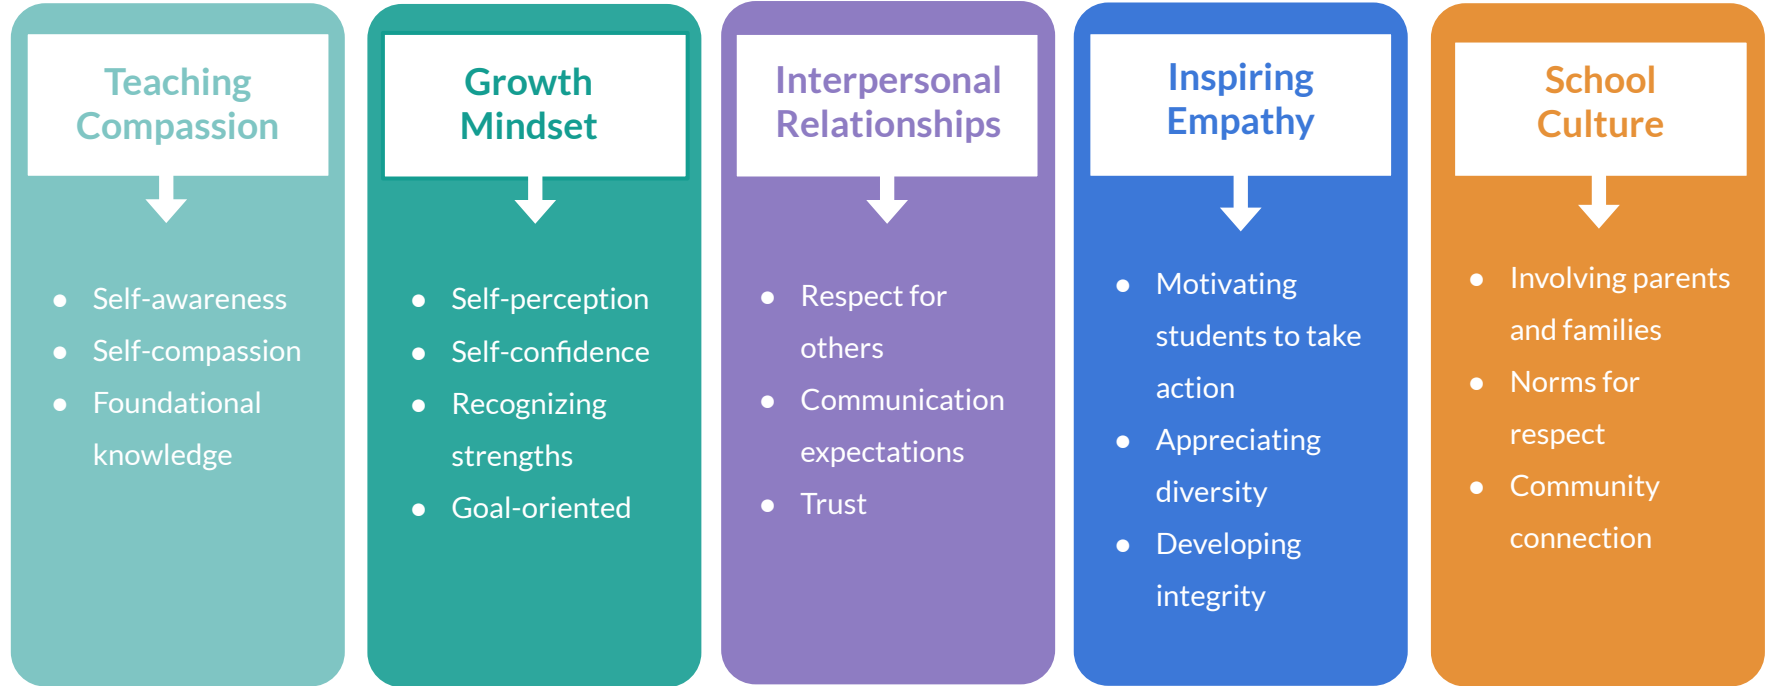 Teaching
Compassion
● Self-awareness
● Self-compassion
● Foundational
knowledge
Growth
Mindset
● Self-perception
● Self-confidence
● Recognizing
strengths
● Goal-oriented
Interpersonal
Relationships
● Respect for
others
● Communication
expectations
● Trust
Inspiring
Empathy
● Motivating
students to take
action
● Appreciating
diversity
● Developing
integrity
School
Culture
● Involving parents
and families
● Norms for
respect
● Community
connection